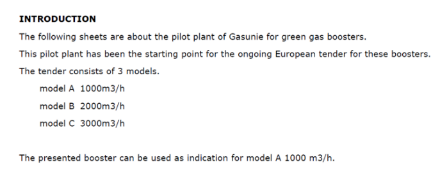 INTRODUCTION
The following sheets are about the pilot plant of Gasunie for green gas boosters.
This pilot plant has been the starting point for the ongoing European tender for these boosters.
The tender consists of 3 models.
model A 1000m3/h
model B 2000m3/h
model C 3000m3/h
The presented booster can be used as indication for model A 1000 m3/h.